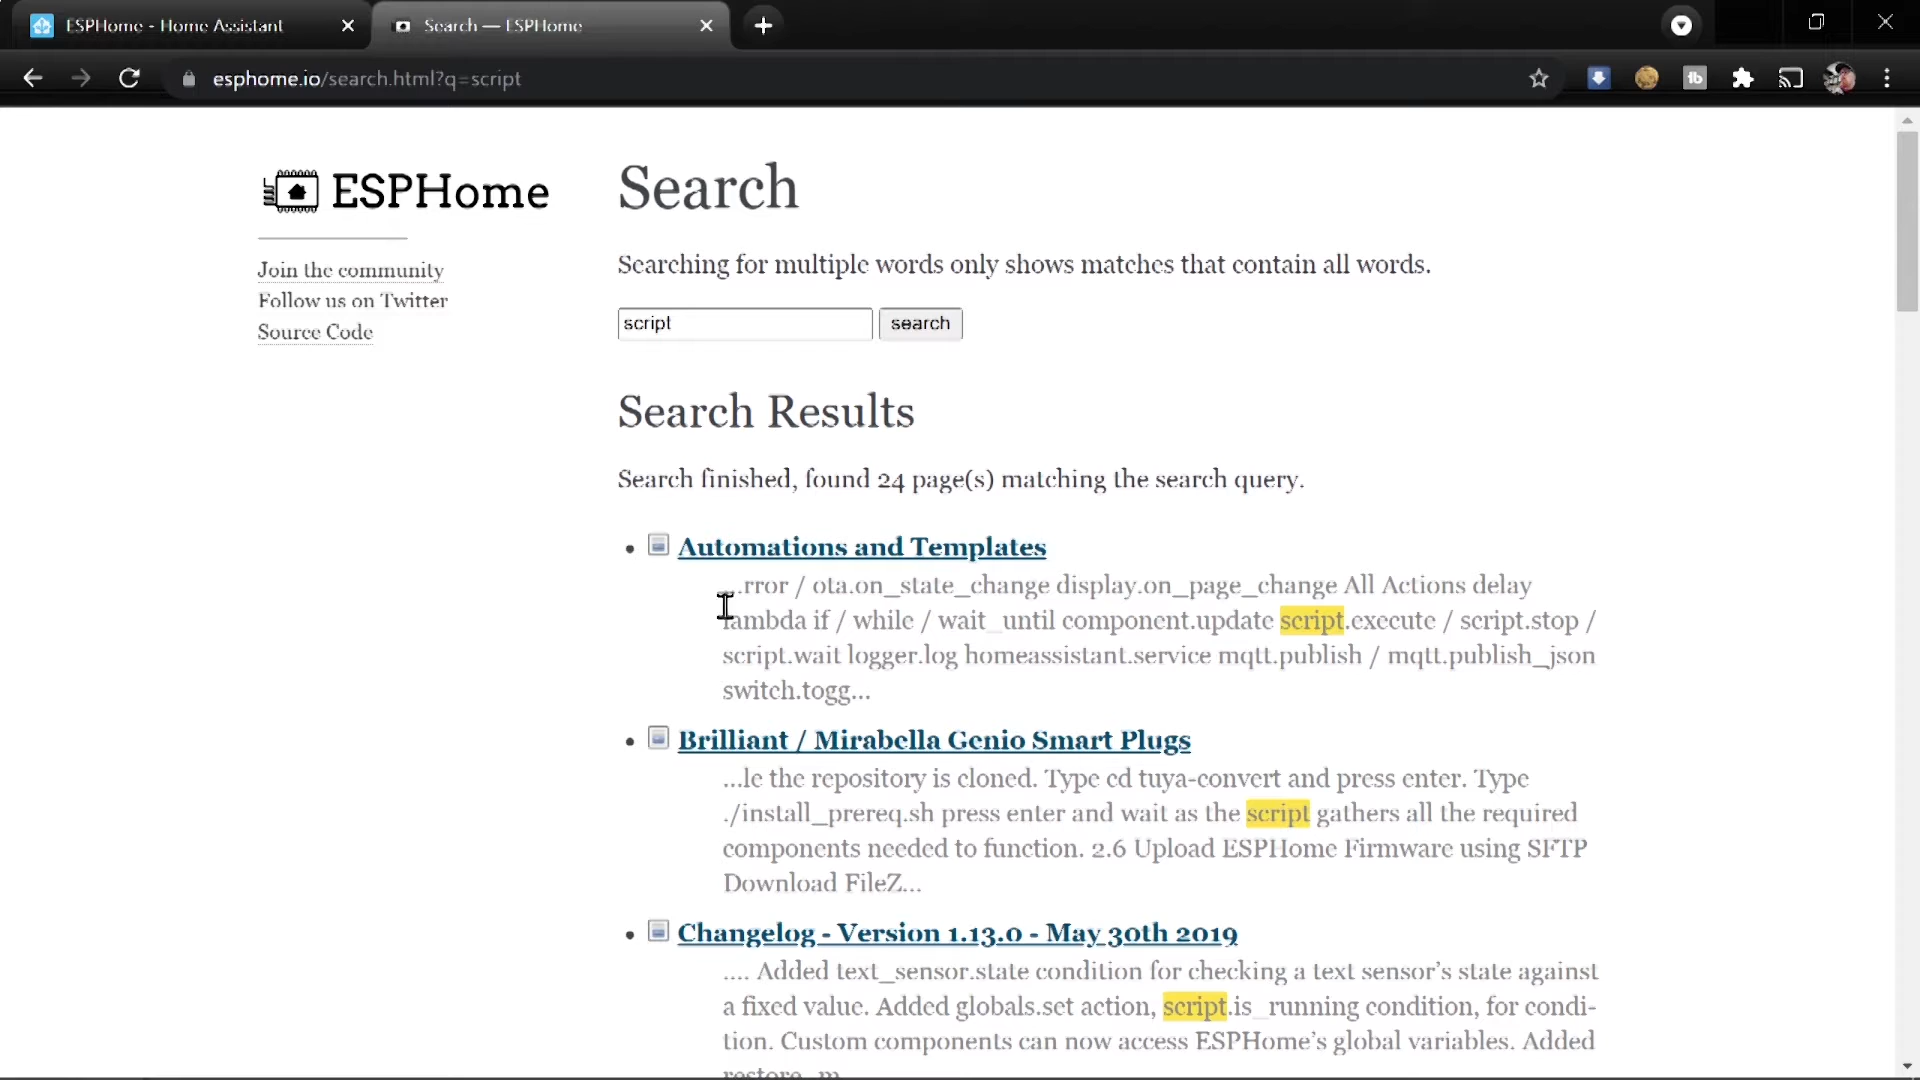 ESPHome - Home Assistant
Search — ESPHome
esphome.io/search.html?q=script
ESPHome
Join the community
Follow us on Twitter
Source Code
Search
Searching for multiple words only shows matches that contain all words.
script
search
Search Results
Search finished, found 24 page(s) matching the search query.
Automations and Templates
...rror / ota.on_state_change display.on_page_change All Actions delay
lambda if / while / wait_until component.update script.execute / script.stop /
script.wait logger.log homeassistant.service mqtt.publish / mqtt.publish_json
switch.togg...
Brilliant / Mirabella Genio Smart Plugs
...le the repository is cloned. Type cd tuya-convert and press enter. Type
./install_prereq.sh press enter and wait as the script gathers all the required
components needed to function. 2.6 Upload ESPHome Firmware using SFTP
Download FileZ...
Changelog - Version 1.13.0 - May 30th 2019
.... Added text_sensor.state condition for checking a text sensor's state against
a fixed value. Added globals.set action, script.is_running condition, for condi-
tion. Custom components can now access ESPHome's global variables. Added
restore_m